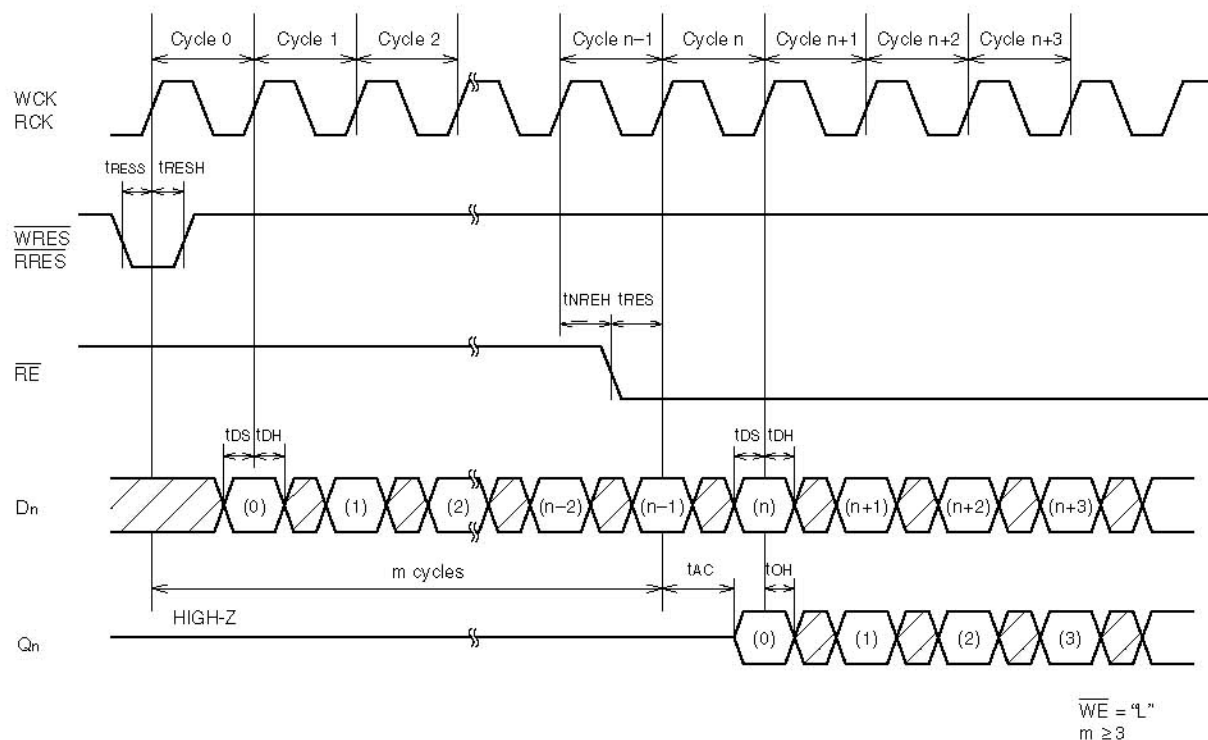 Cycle 0 Cycle 1 Cycle 2 Cycle n−1 Cycle n Cycle n+1 Cycle n+2 Cycle n+3
WCK
RCK
tRESS tRESH
WRES
RRES
tNREH tRES
RE
tDS tDH tDS tDH
Dn (0) (1) (2) (n−2) (n−1) (n) (n+1) (n+2) (n+3)
m cycles tAC tOH
HIGH-Z
Qn (0) (1) (2) (3)
WE = "L"
m ≥ 3